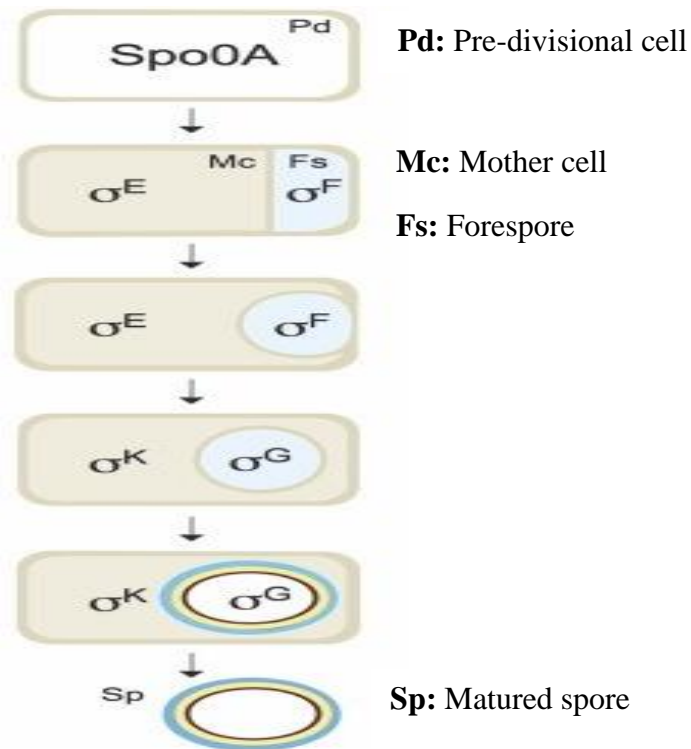 Pd
Spo0A
Pd: Pre-divisional cell
Mc Fs
σE σF
Mc: Mother cell
Fs: Forespore
σE σF
σK σG
σK σG
Sp
Sp: Matured spore